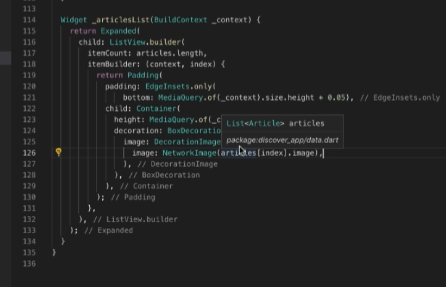 113
114 Widget _articlesList(BuildContext _context) {
115 return Expanded(
116 child: ListView.builder(
117 itemCount: articles.length,
118 itemBuilder: (context, index) {
119 return Padding(
120 padding: EdgeInsets.only(
121 bottom: MediaQuery.of(_context).size.height * 0.05), // EdgeInsets.only
122 child: Container(
123 height: MediaQuery.of(_c
List<Article> articles
124 decoration: BoxDecoratio
125 image: DecorationImage
package:discover_app/data.dart
126 image: NetworkImage(articles[index].image),
127 ), // DecorationImage
128 ), // BoxDecoration
129 ), // Container
130 ); // Padding
131 },
132 ), // ListView.builder
133 ); // Expanded
134 }
135 }
136